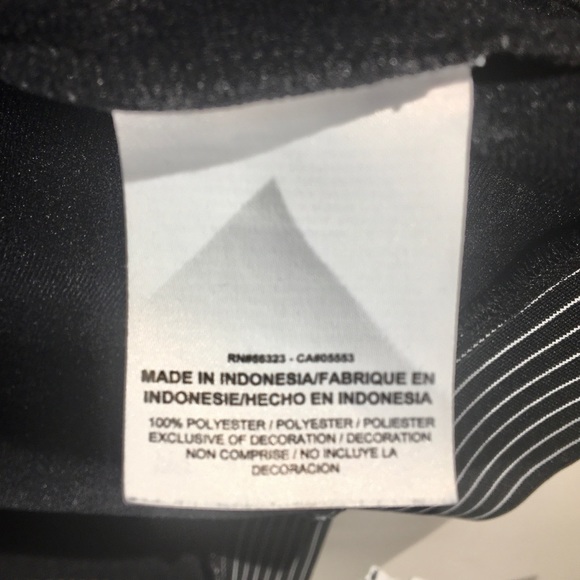 RN#56323 - CA#05553
MADE IN INDONESIA/FABRIQUE EN
INDONESIE/HECHO EN INDONESIA
100% POLYESTER / POLYESTER / POLIESTER
EXCLUSIVE OF DECORATION / DECORATION
NON COMPRISE / NO INCLUYE LA
DECORACION